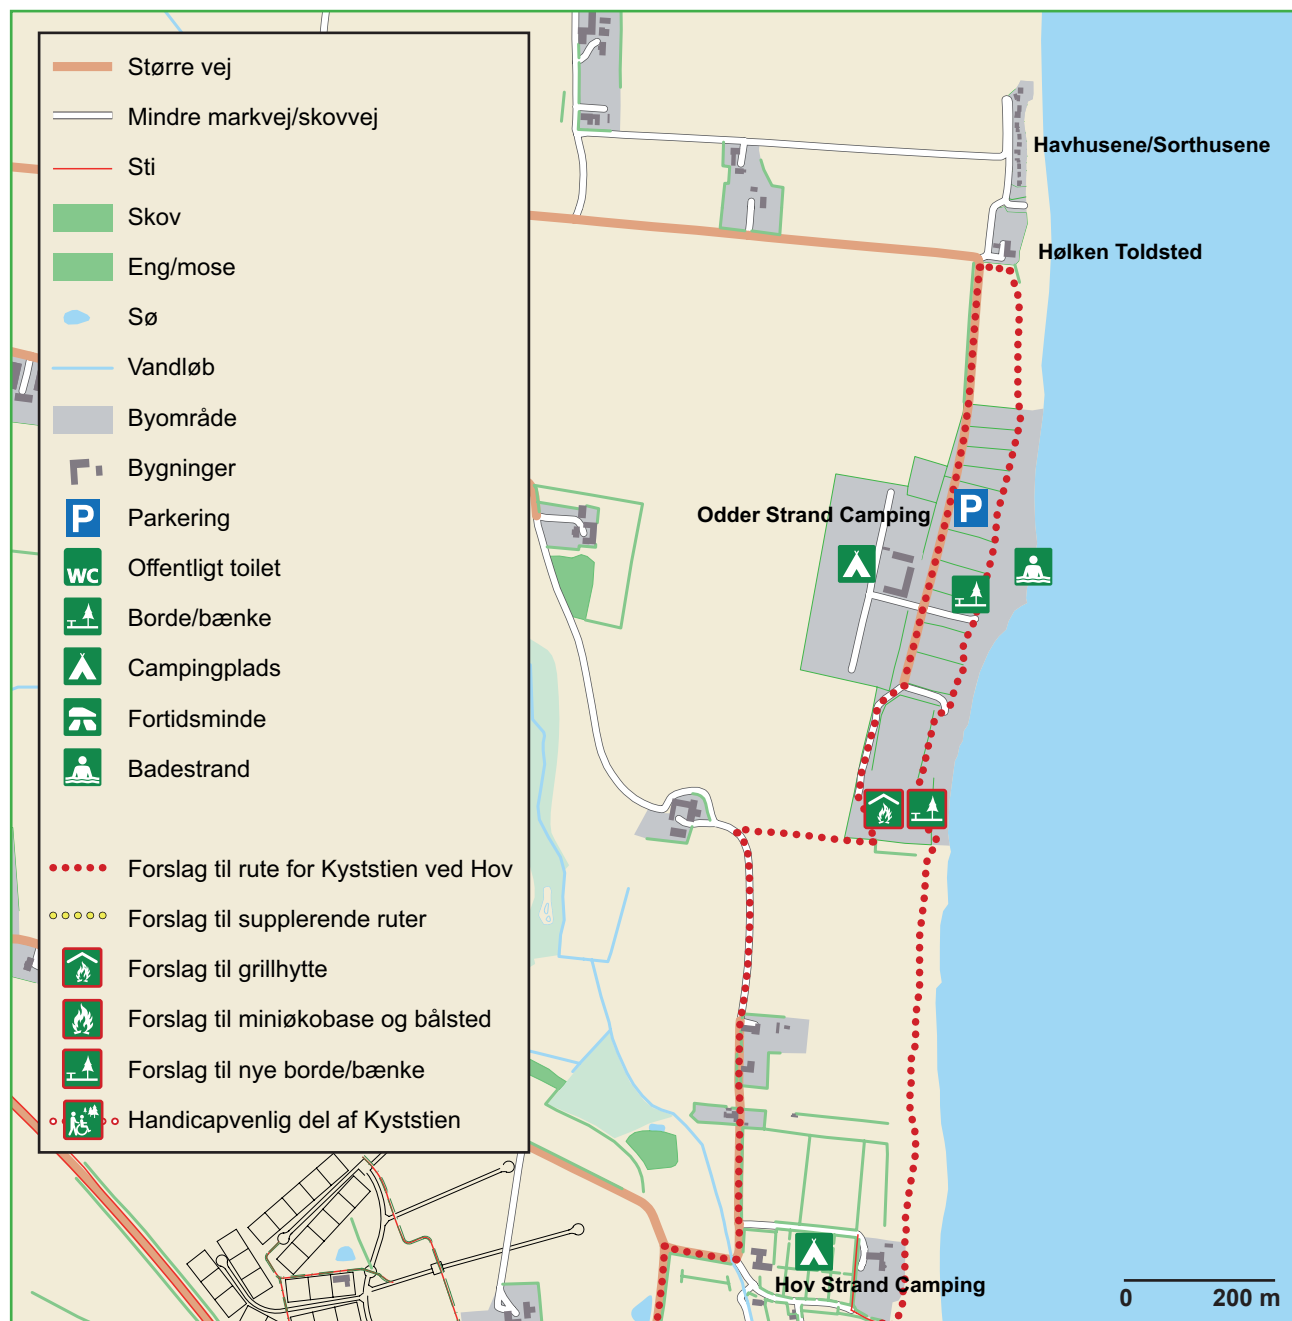 Større vej
Mindre markvej/skovvej
Sti
Skov
Eng/mose
Sø
Vandløb
Byområde
Bygninger
P Parkering
WC Offentligt toilet
Borde/bænke
Campingplads
Fortidsminde
Badestrand
Forslag til rute for Kyststien ved Hov
Forslag til supplerende ruter
Forslag til grillhytte
Forslag til miniøkobase og bålsted
Forslag til nye borde/bænke
Handicapvenlig del af Kyststien
Havhusene/Sorthusene
Hølken Toldsted
Odder Strand Camping
P
Hov Strand Camping
0 200 m